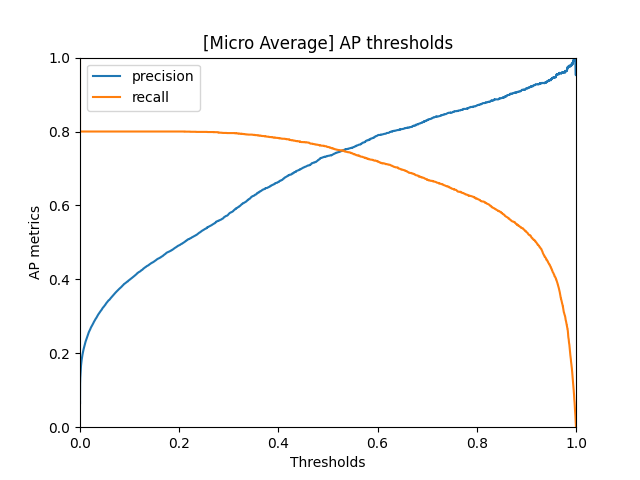 [Micro Average] AP thresholds
precision
recall
AP metrics
1.0
0.8
0.6
0.4
0.2
0.0
0.0 0.2 0.4 0.6 0.8 1.0
Thresholds